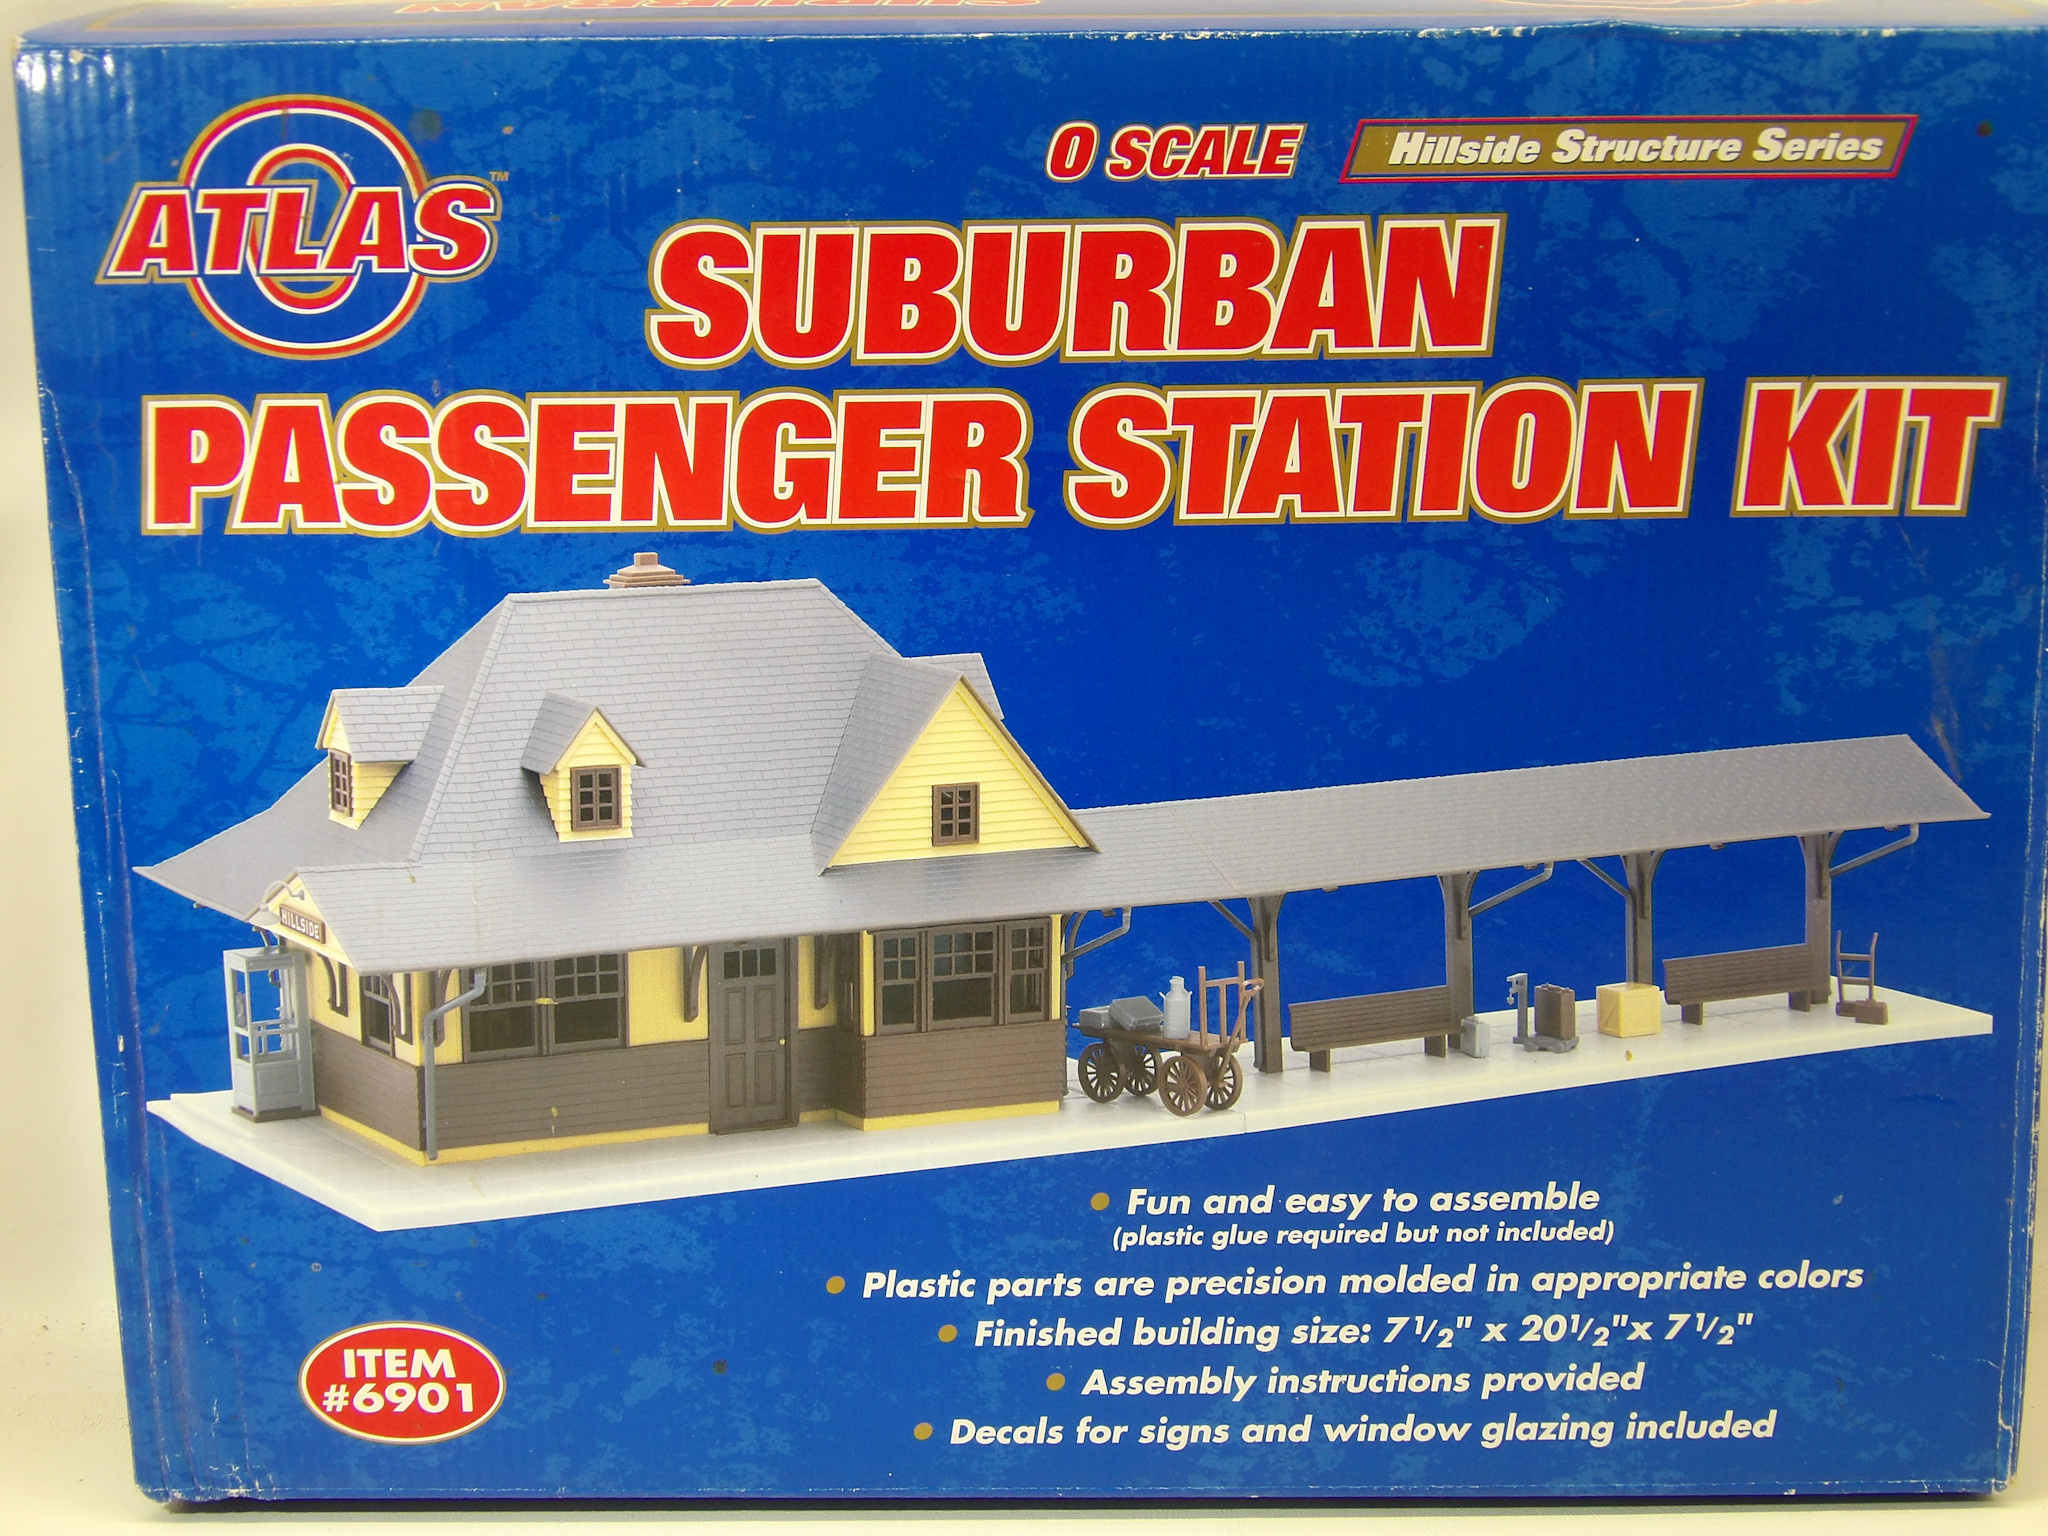 SUBURBAN
ATLAS™
O SCALE
Hillside Structure Series
SUBURBAN
PASSENGER STATION KIT
HILLSIDE
• Fun and easy to assemble
(plastic glue required but not included)
• Plastic parts are precision molded in appropriate colors
• Finished building size: 7 1/2" x 20 1/2" x 7 1/2"
• Assembly instructions provided
• Decals for signs and window glazing included
ITEM
#6901